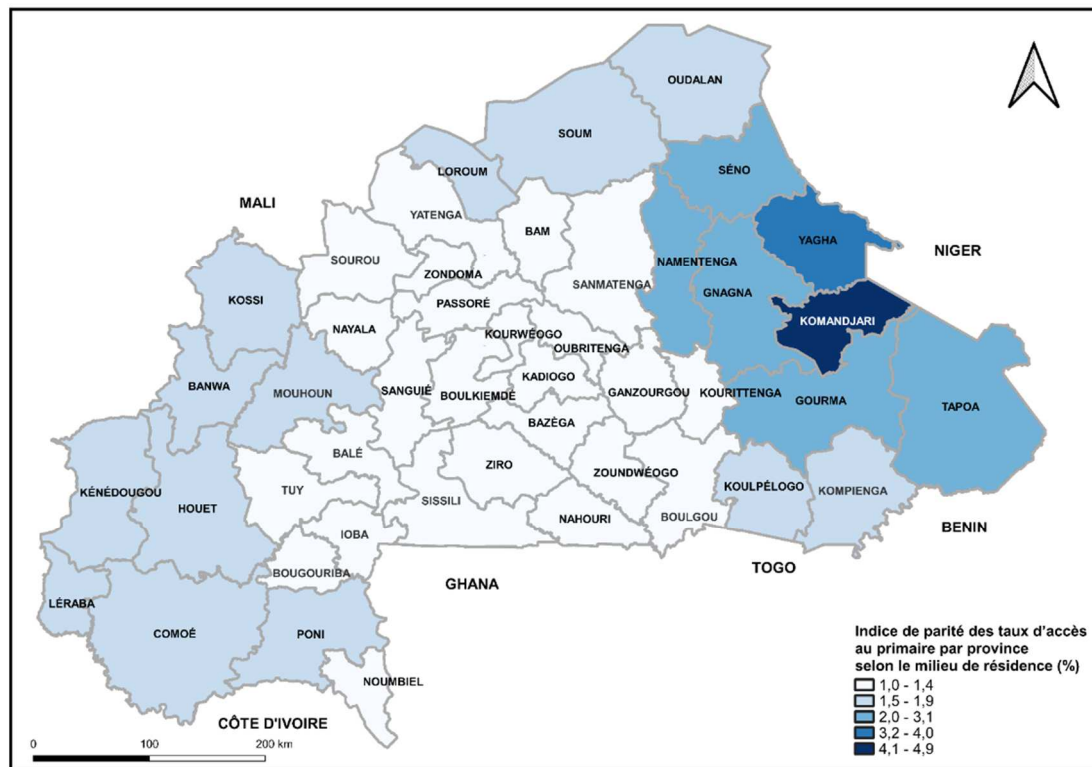 OUDALAN
SOUM
SÉNO
LOROUM
MALI
YATENGA
BAM
YAGHA
NIGER
SOUROU
ZONDOMA
NAMENTENGA
SANMATENGA
GNAGNA
KOSSI
PASSORÉ
KOMANDJARI
NAYALA
KOURWÉOGO
OUBRITENGA
BANWA
MOUHOUN
SANGUIÉ
BOULKIEMDÉ
KADIOGO
GANZOURGOU
KOURITTENGA
GOURMA
TAPOA
BAZÈGA
BALÉ
ZIRO
ZOUNDWÉOGO
KOULPÉLOGO
KOMPIENGA
KÉNÉDOUGOU
TUY
SISSILI
HOUET
NAHOURI
BOULGOU
BENIN
IOBA
BOUGOURIBA
TOGO
GHANA
LÉRABA
COMOÉ
PONI
NOUMBIEL
CÔTE D'IVOIRE
Indice de parité des taux d'accès
au primaire par province
selon le milieu de résidence (%)
1,0 - 1,4
1,5 - 1,9
2,0 - 3,1
3,2 - 4,0
4,1 - 4,9
0 100 200 km